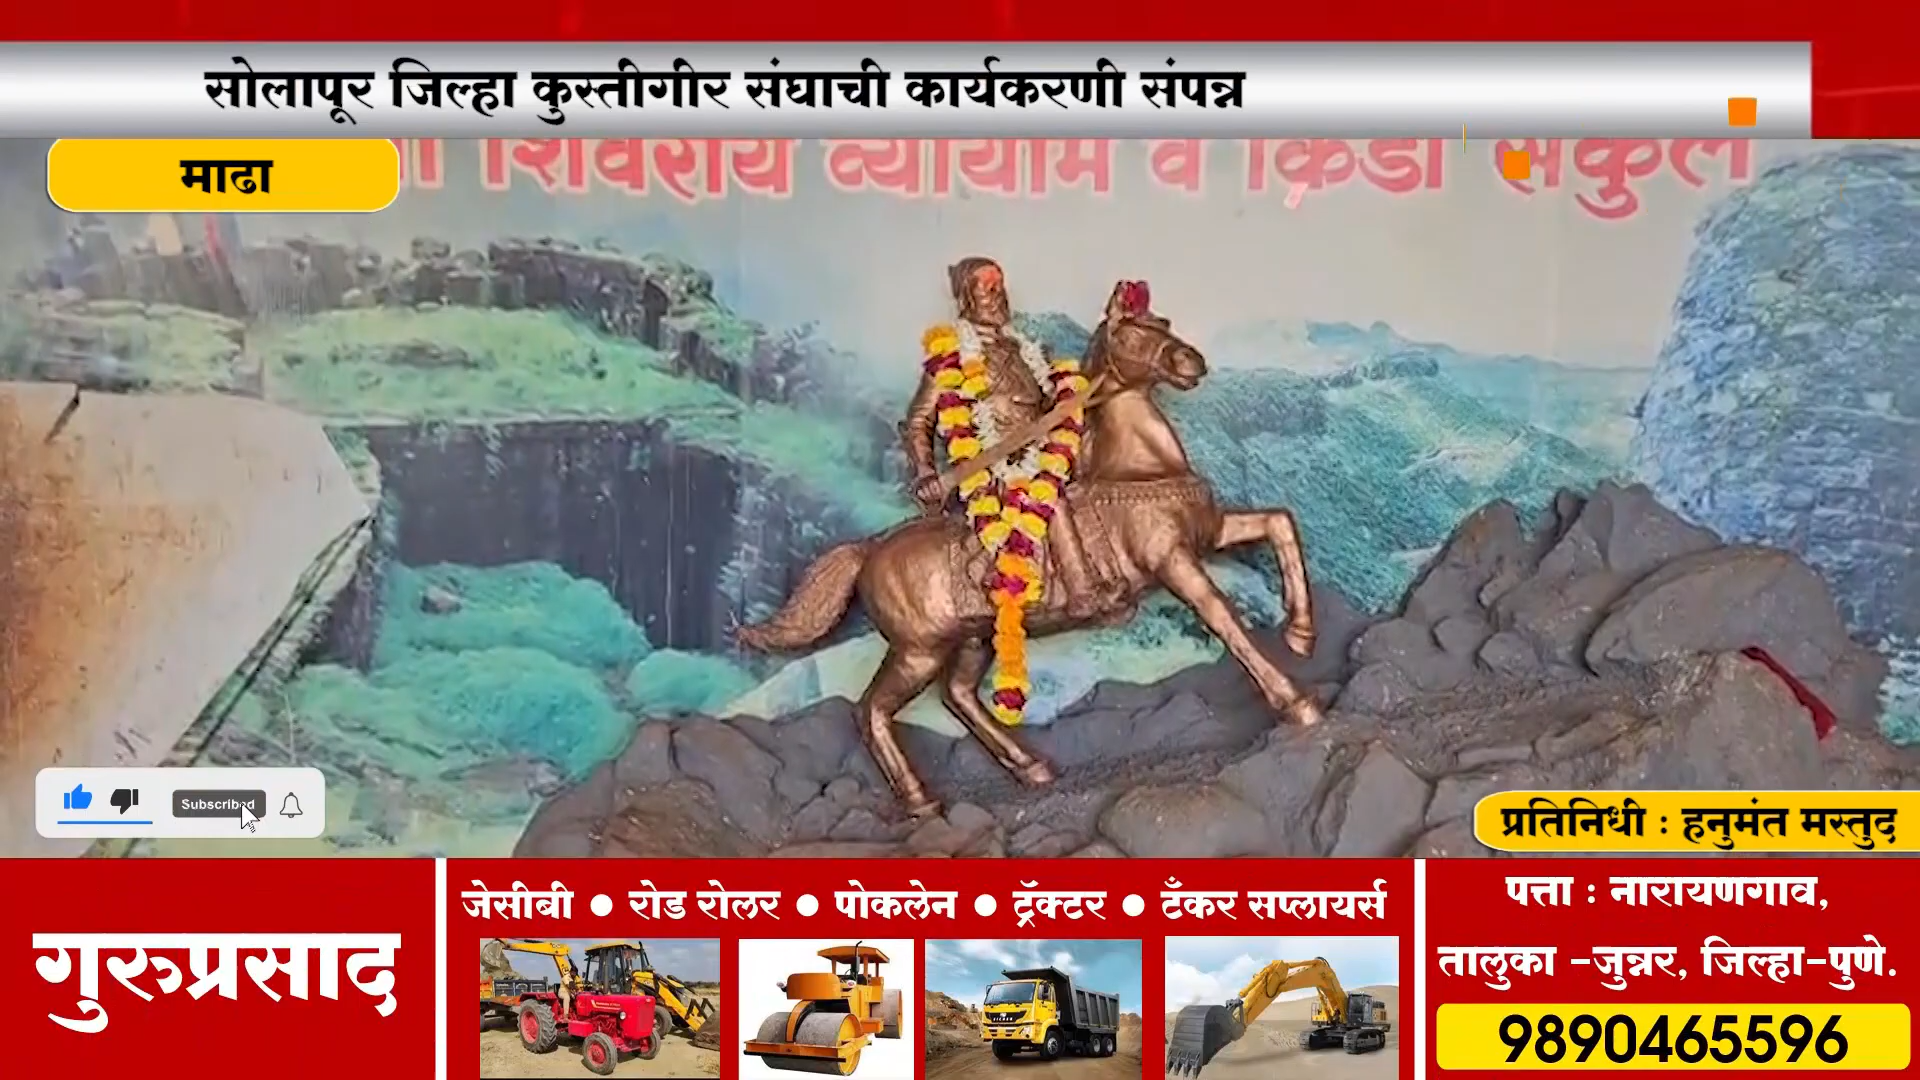 सोलापूर जिल्हा कुस्तीगीर संघाची कार्यकरणी संपन्न
शिवराय व्यायाम व क्रिडा संकुल
माढा
Subscribed
प्रतिनिधी : हनुमंत मस्तुद
गुरुप्रसाद
जेसीबी ● रोड रोलर ● पोकलेन ● ट्रॅक्टर ● टँकर सप्लायर्स
पत्ता : नारायणगाव,
तालुका -जुन्नर, जिल्हा-पुणे.
9890465596